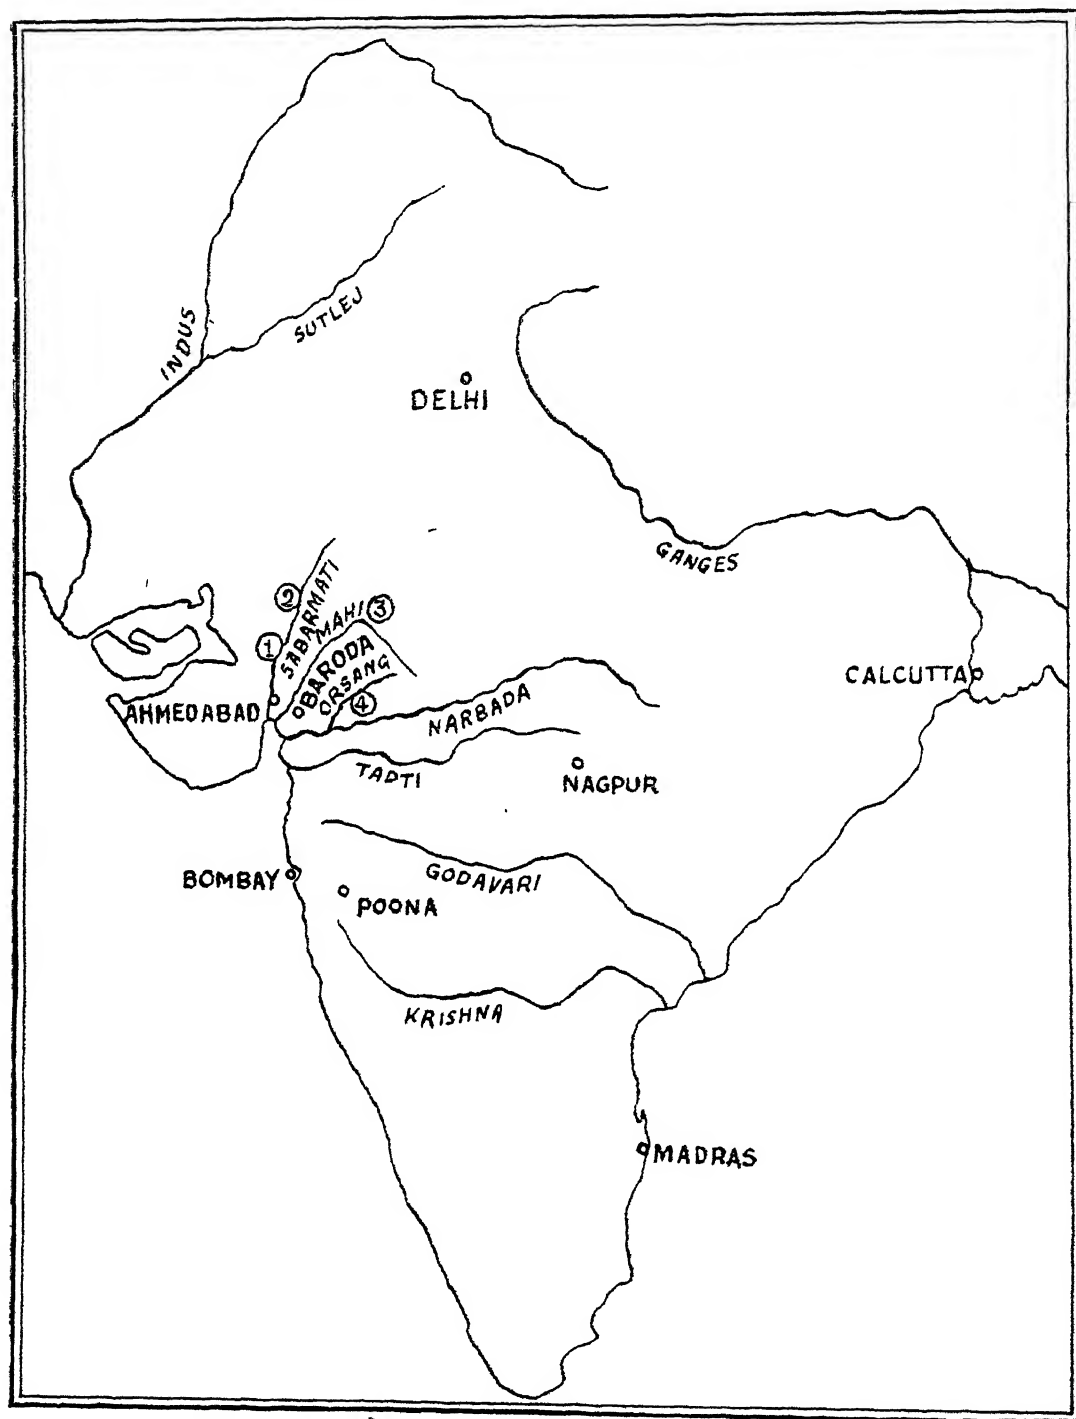 INDUS
SUTLEJ
DELHI
GANGES
2
SABARMATI
MAHI
3
1
BARODA
ORSANG
4
AHMEDABAD
NARBADA
CALCUTTA
TAPTI
NAGPUR
BOMBAY
GODAVARI
POONA
KRISHNA
MADRAS